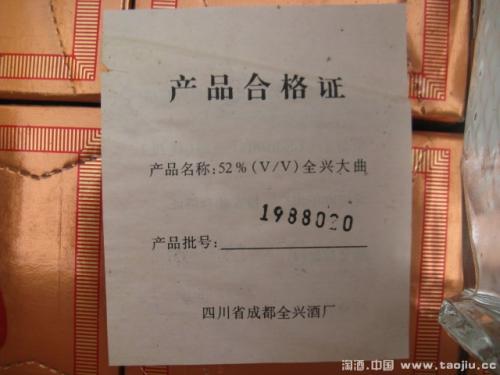 产品合格证
产品名称:52%(V/V)全兴大曲
1988020
产品批号:
四川省成都全兴酒厂
淘酒.中国 www.taojiu.cc